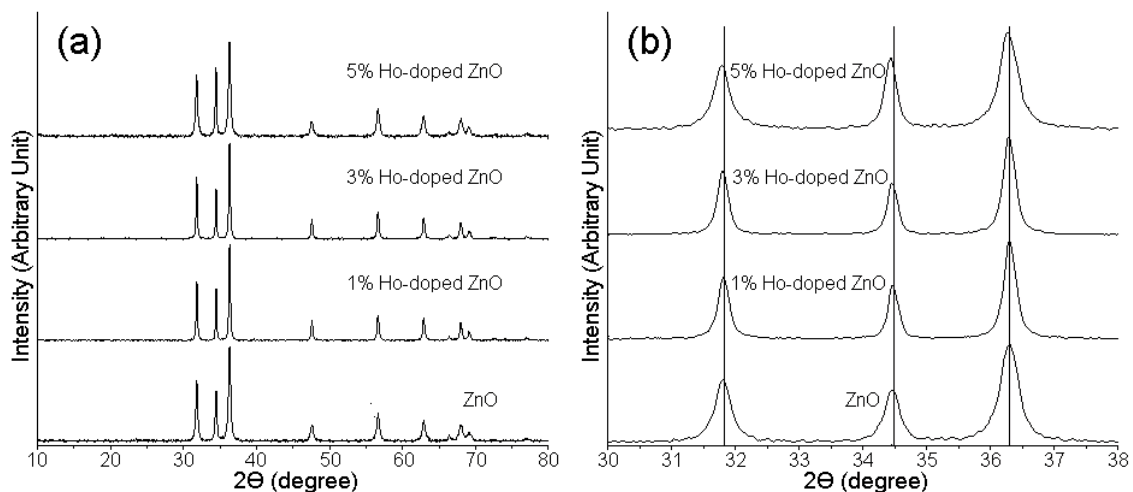 (a)
5% Ho-doped ZnO
3% Ho-doped ZnO
1% Ho-doped ZnO
ZnO
Intensity (Arbitrary Unit)
10 20 30 40 50 60 70 80
2Θ (degree)
(b)
5% Ho-doped ZnO
3% Ho-doped ZnO
1% Ho-doped ZnO
ZnO
Intensity (Arbitrary Unit)
30 31 32 33 34 35 36 37 38
2Θ (degree)